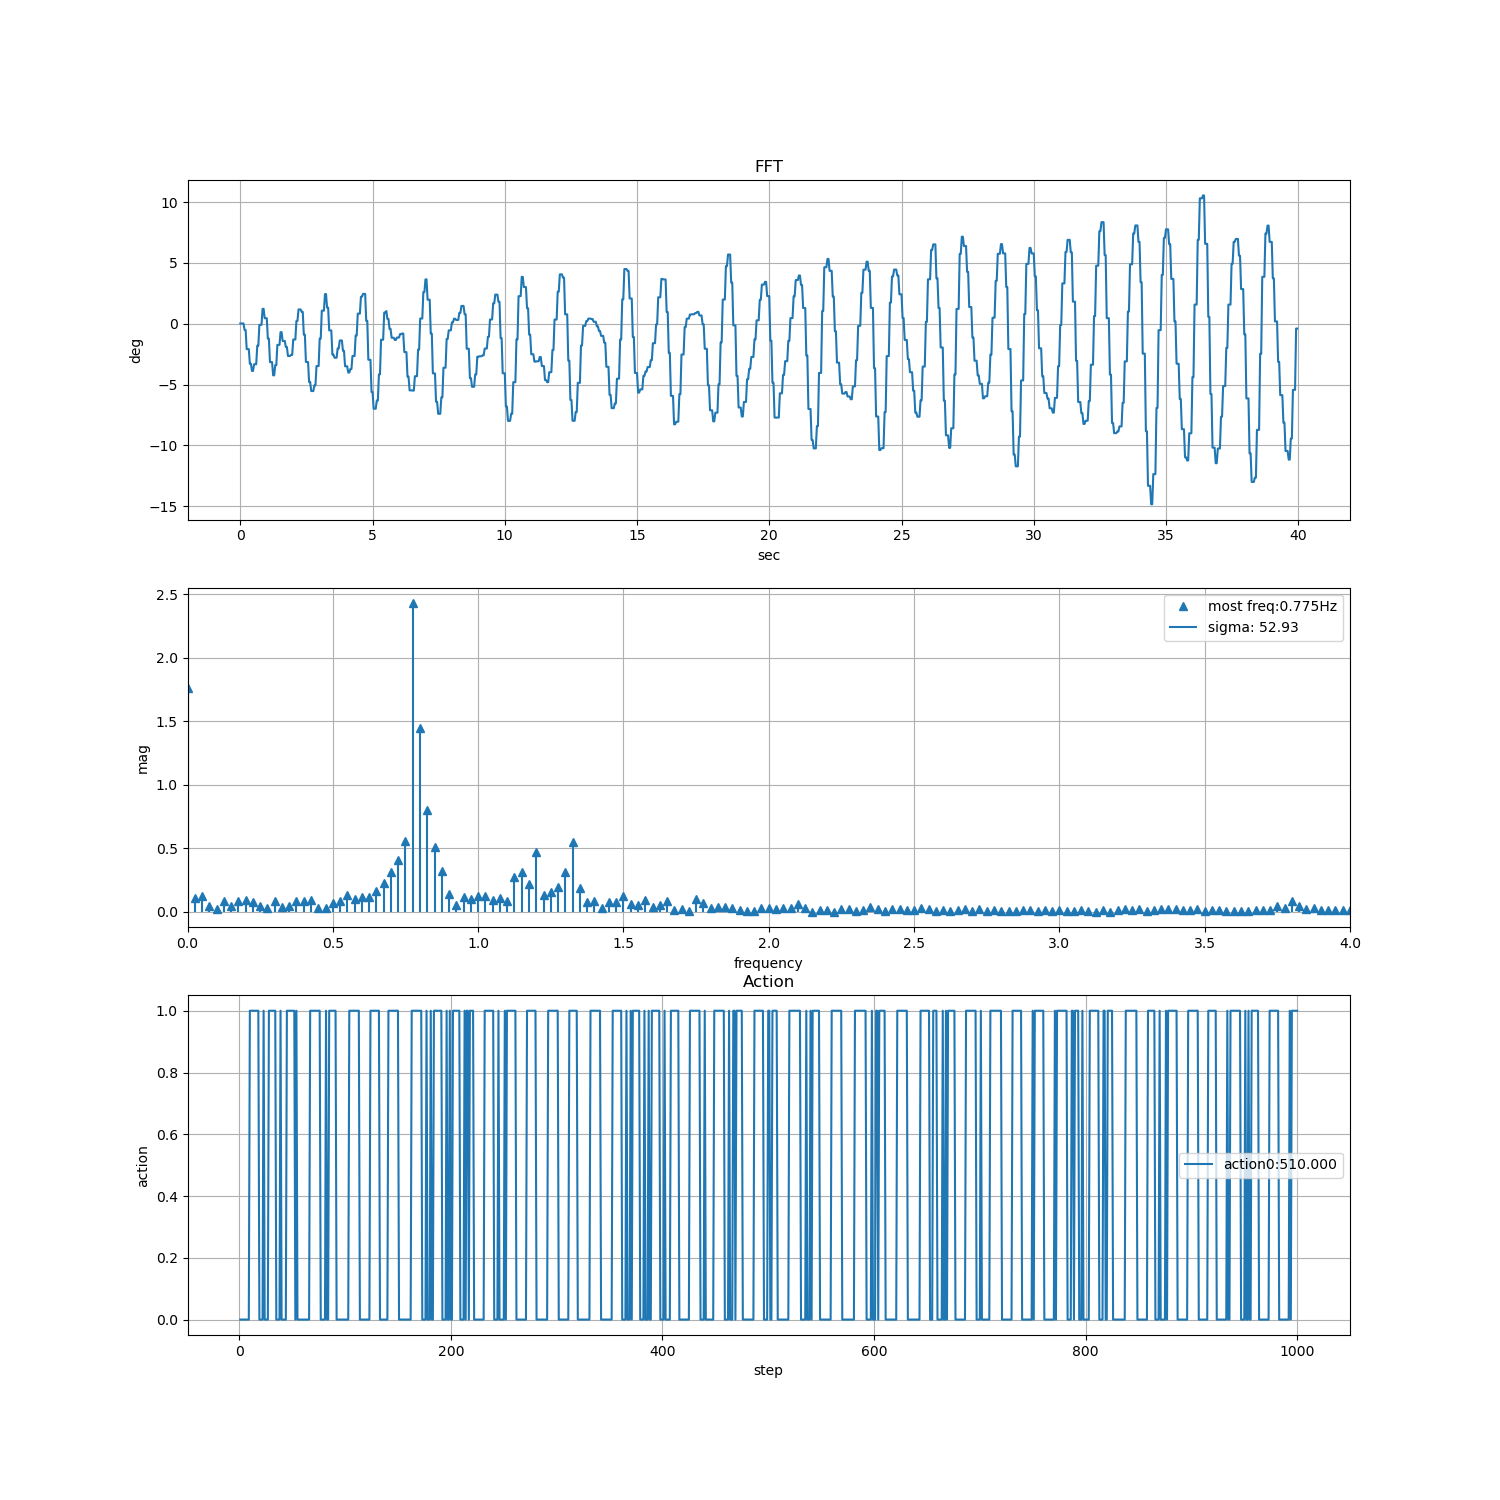 FFT
10
5
0
−5
−10
−15
deg
0 5 10 15 20 25 30 35 40
sec
2.5
2.0
1.5
1.0
0.5
0.0
mag
most freq:0.775Hz
sigma: 52.93
0.0 0.5 1.0 1.5 2.0 2.5 3.0 3.5 4.0
frequency
Action
1.0
0.8
0.6
0.4
0.2
0.0
action
action0:510.000
0 200 400 600 800 1000
step